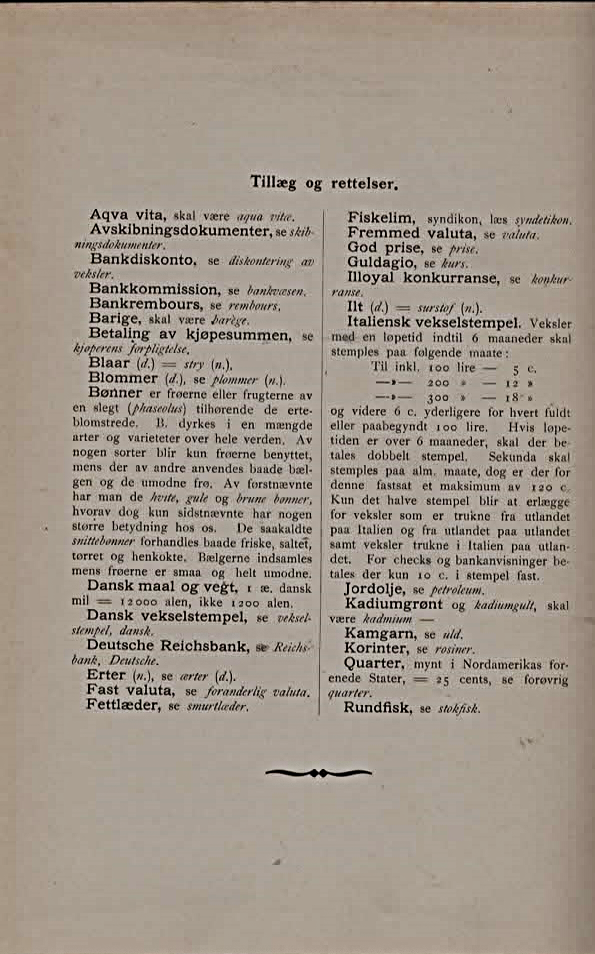 Tillæg og rettelser.
Aqva vita, skal være aqua vitæ.
Avskibningsdokumenter, se skib-
ningsdokumenter.
Bankdiskonto, se diskontering av
veksler.
Bankkommission, se bankvæsen.
Bankrembours, se rembours.
Barige, skal være barège.
Betaling av kjøpesummen, se
kjøperens forpligtelse.
Blaar (d.) = stry (n.).
Blommer (d.), se plommer (n.).
Bønner er frøerne eller frugterne av
en slegt (phaseolus) tilhørende de erte-
blomstrede. B. dyrkes i en mængde
arter og varieteter over hele verden. Av
nogen sorter blir kun frøerne benyttet,
mens der av andre anvendes baade bæl-
gen og de umodne frø. Av førstnævnte
har man de hvite, gule og brune bønner,
hvorav dog kun sidstnævnte har nogen
større betydning hos os. De saakaldte
snittebønner forhandles baade friske, saltet,
tørret og henkokte. Bælgerne indsamles
mens frøerne er smaa og helt umodne.
Dansk maal og vegt, 1 æ. dansk
mil = 12000 alen, ikke 1200 alen.
Dansk vekselstempel, se veksel-
stempel, dansk.
Deutsche Reichsbank, se Reichs-
bank, Deutsche.
Erter (n.), se ærter (d.).
Fast valuta, se foranderlig valuta.
Fettlæder, se smurtlæder.
Fiskelim, syndikon, læs syndetikon.
Fremmed valuta, se valuta.
God prise, se prise.
Guldagio, se kurs.
Illoyal konkurranse, se konkur-
ranse.
Ilt (d.) = surstof (n.).
Italiensk vekselstempel. Veksler
med en løpetid indtil 6 maaneder skal
stemples paa følgende maate:
Til inkl. 100 lire — 5 c.
—»— 200 » — 12 »
—»— 300 » — 18 »
og videre 6 c. yderligere for hvert fuldt
eller paabegyndt 100 lire. Hvis løpe-
tiden er over 6 maaneder, skal der be-
tales dobbelt stempel. Sekunda skal
stemples paa alm. maate, dog er der for
denne fastsat et maksimum av 120 c.
Kun det halve stempel blir at erlægge
for veksler som er trukne fra utlandet
paa Italien og fra utlandet paa utlandet
samt veksler trukne i Italien paa utlan-
det. For checks og bankanvisninger be-
tales der kun 10 c. i stempel fast.
Jordolje, se petroleum.
Kadiumgrønt og kadiumgult, skal
være kadmium —
Kamgarn, se uld.
Korinter, se rosiner.
Quarter, mynt i Nordamerikas for-
enede Stater, = 25 cents, se forøvrig
quarter.
Rundfisk, se stokfisk.